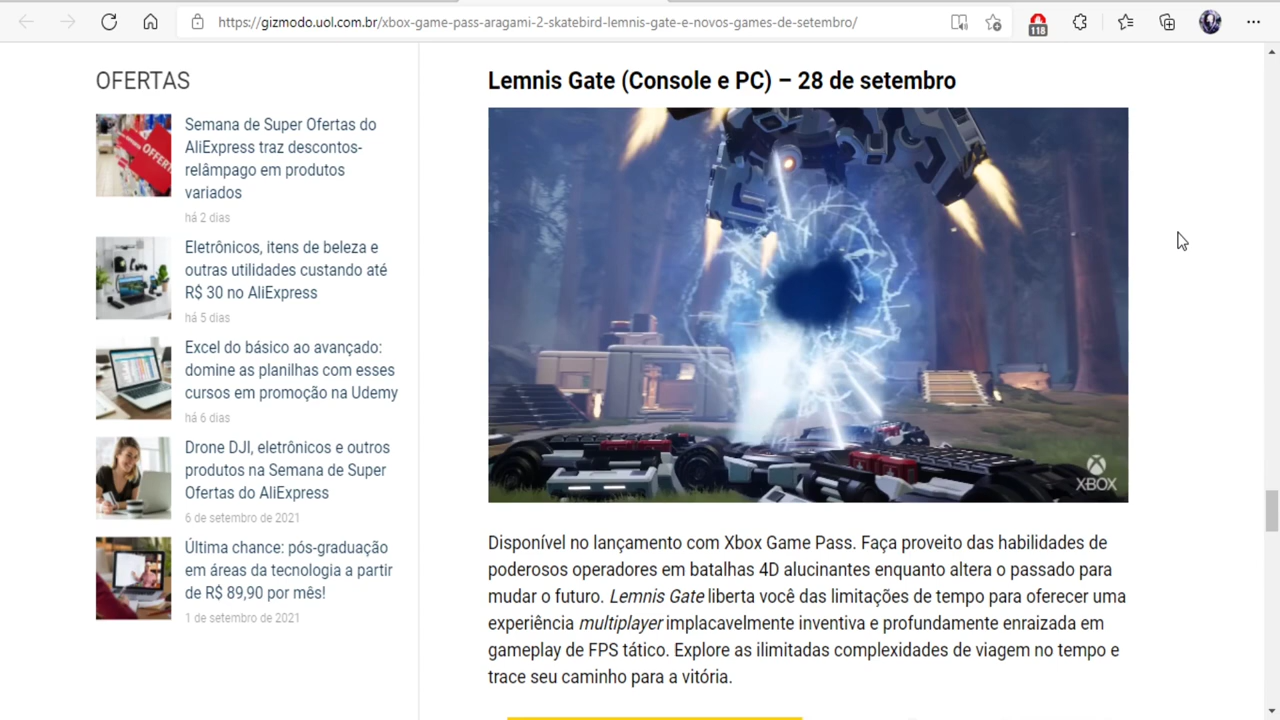 https://gizmodo.uol.com.br/xbox-game-pass-aragami-2-skatebird-lemnis-gate-e-novos-games-de-setembro/
118
OFERTAS
Semana de Super Ofertas do
AliExpress traz descontos-
relâmpago em produtos
variados
há 2 dias
Eletrônicos, itens de beleza e
outras utilidades custando até
R$ 30 no AliExpress
há 5 dias
Excel do básico ao avançado:
domine as planilhas com esses
cursos em promoção na Udemy
há 6 dias
Drone DJI, eletrônicos e outros
produtos na Semana de Super
Ofertas do AliExpress
6 de setembro de 2021
Última chance: pós-graduação
em áreas da tecnologia a partir
de R$ 89,90 por mês!
1 de setembro de 2021
Lemnis Gate (Console e PC) – 28 de setembro
XBOX
Disponível no lançamento com Xbox Game Pass. Faça proveito das habilidades de
poderosos operadores em batalhas 4D alucinantes enquanto altera o passado para
mudar o futuro. Lemnis Gate liberta você das limitações de tempo para oferecer uma
experiência multiplayer implacavelmente inventiva e profundamente enraizada em
gameplay de FPS tático. Explore as ilimitadas complexidades de viagem no tempo e
trace seu caminho para a vitória.